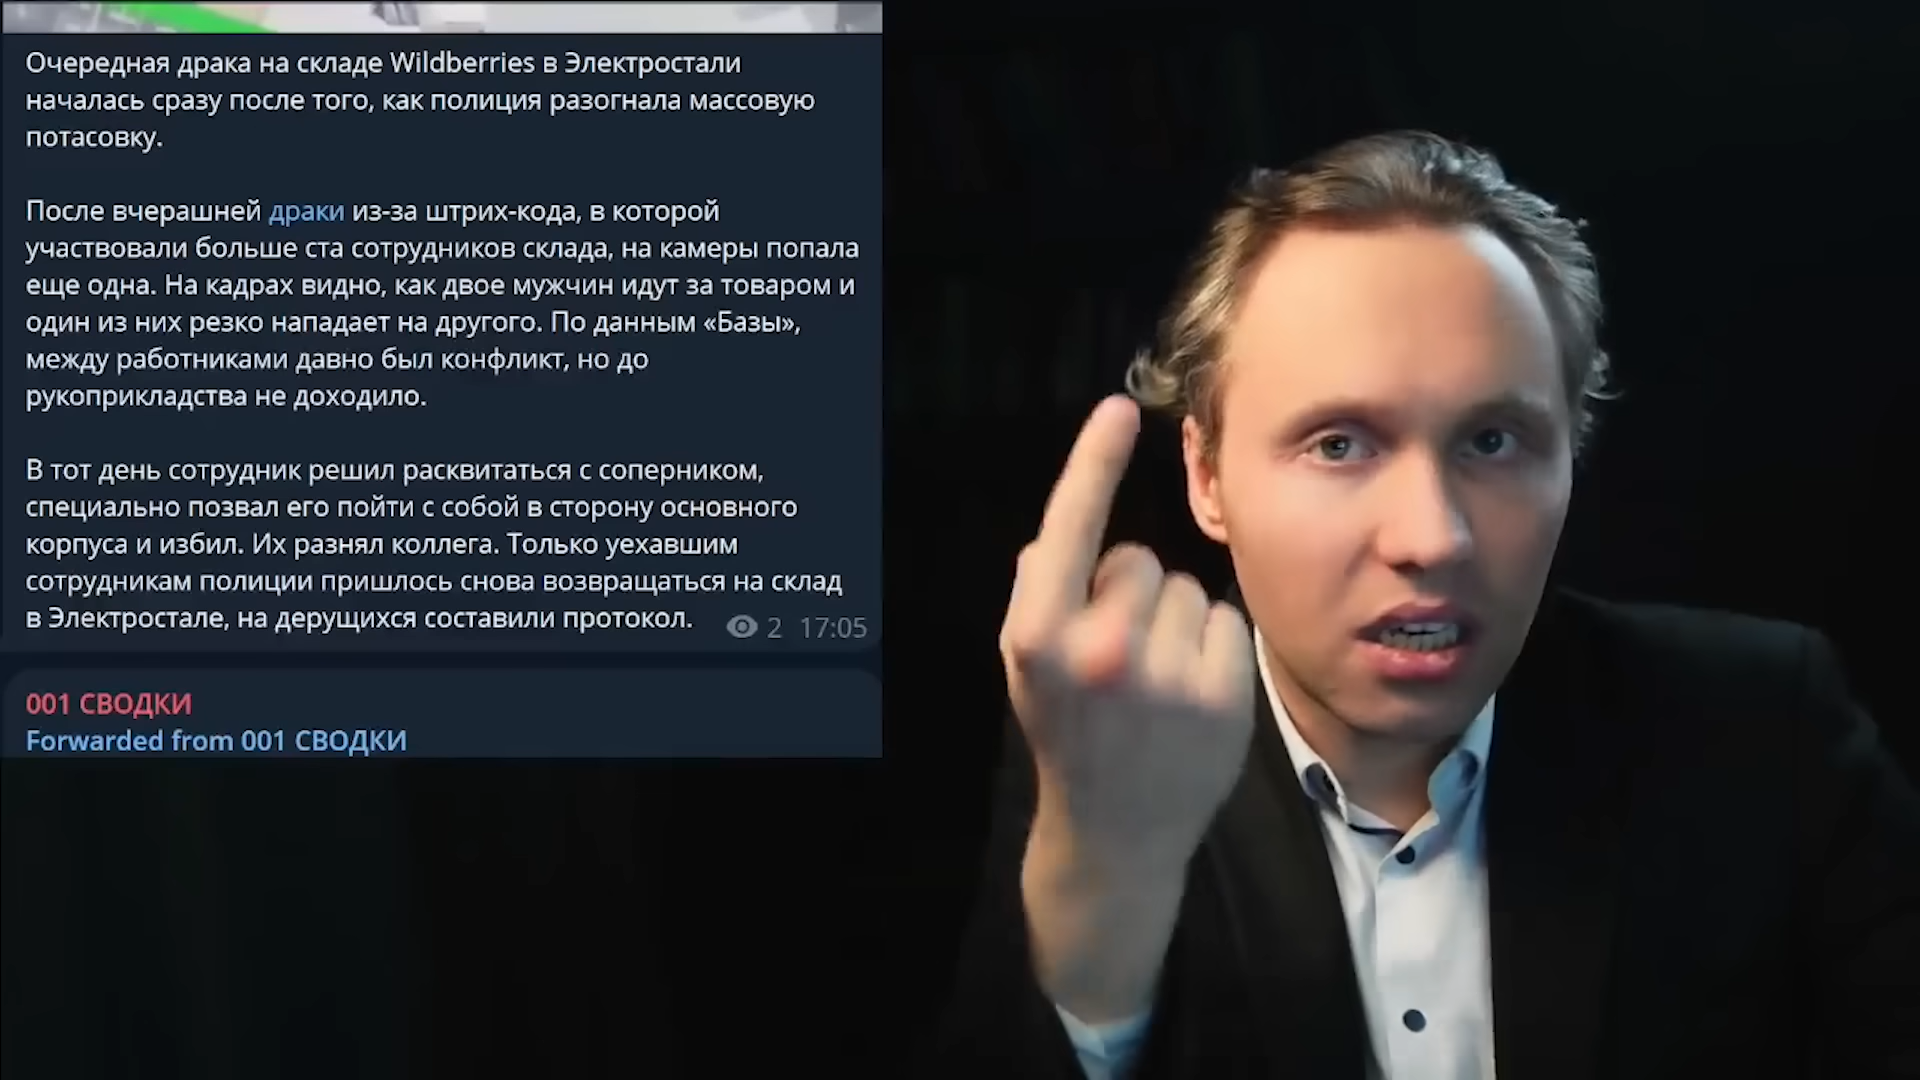 Очередная драка на складе Wildberries в Электростали
началась сразу после того, как полиция разогнала массовую
потасовку.
После вчерашней драки из-за штрих-кода, в которой
участвовали больше ста сотрудников склада, на камеры попала
еще одна. На кадрах видно, как двое мужчин идут за товаром и
один из них резко нападает на другого. По данным «Базы»,
между работниками давно был конфликт, но до
рукоприкладства не доходило.
В тот день сотрудник решил расквитаться с соперником,
специально позвал его пойти с собой в сторону основного
корпуса и избил. Их разнял коллега. Только уехавшим
сотрудникам полиции пришлось снова возвращаться на склад
в Электростале, на дерущихся составили протокол.
2 17:05
001 СВОДКИ
Forwarded from 001 СВОДКИ